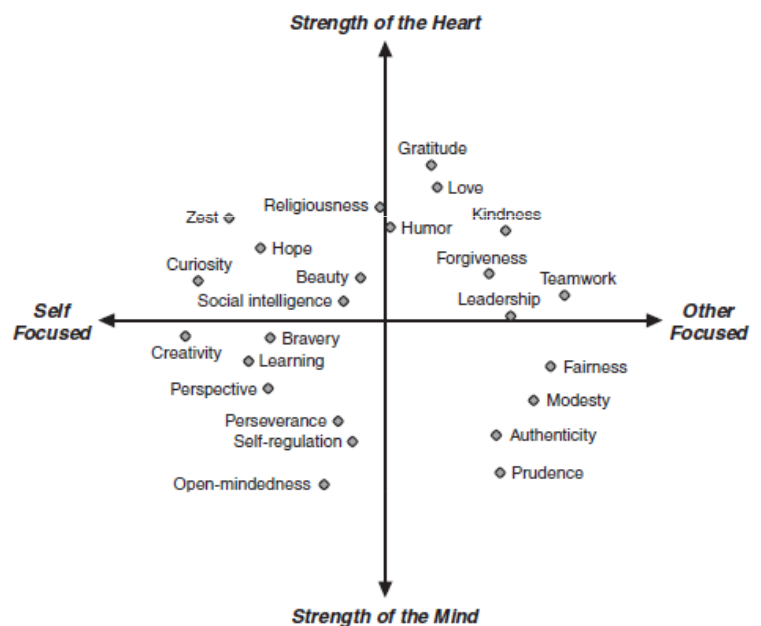 Strength of the Heart
Gratitude
Love
Religiousness
Kindness
Zest
Humor
Hope
Forgiveness
Curiosity
Beauty
Teamwork
Social intelligence
Leadership
Self
Focused
Other
Focused
Bravery
Creativity
Learning
Fairness
Perspective
Modesty
Perseverance
Authenticity
Self-regulation
Prudence
Open-mindedness
Strength of the Mind